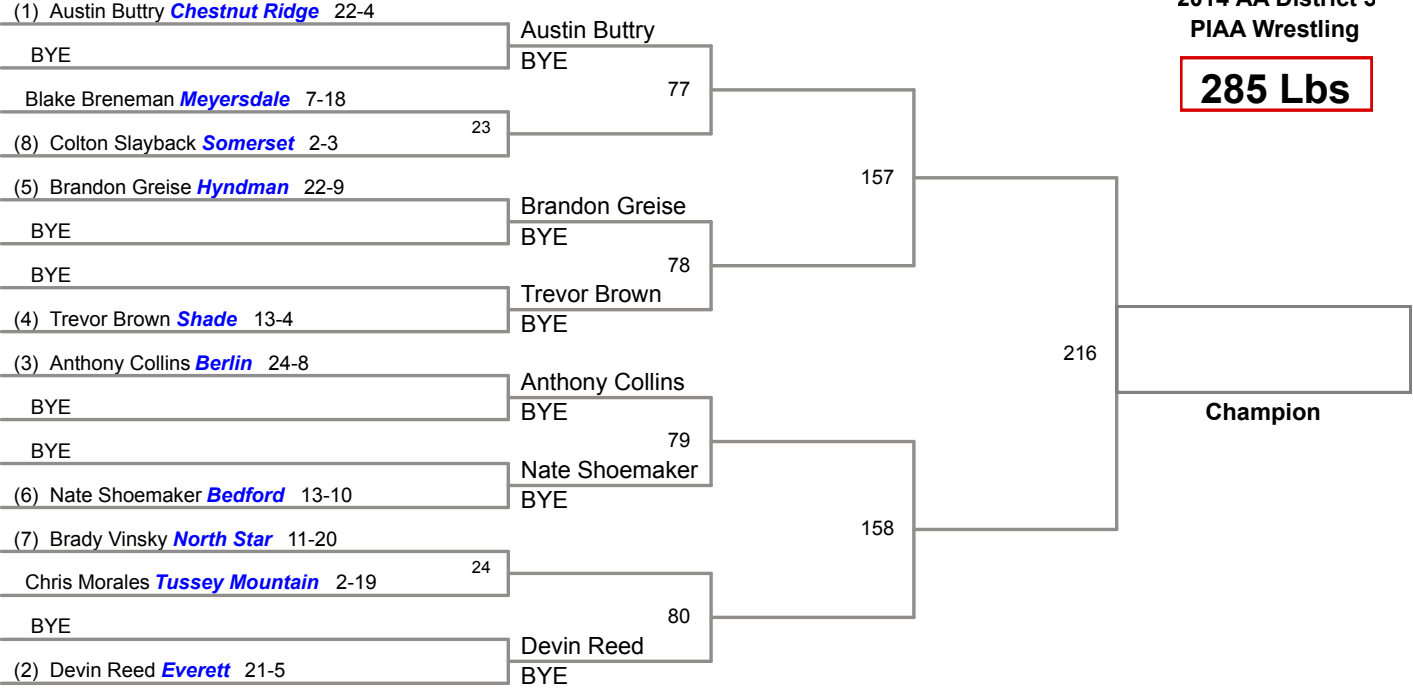 (1) Austin Buttry Chestnut Ridge 22-4
BYE
Blake Breneman Meyersdale 7-18
(8) Colton Slayback Somerset 2-3
(5) Brandon Greise Hyndman 22-9
BYE
BYE
(4) Trevor Brown Shade 13-4
(3) Anthony Collins Berlin 24-8
BYE
BYE
(6) Nate Shoemaker Bedford 13-10
(7) Brady Vinsky North Star 11-20
Chris Morales Tussey Mountain 2-19
BYE
(2) Devin Reed Everett 21-5
23
24
Austin Buttry
BYE
Brandon Greise
BYE
Trevor Brown
BYE
Anthony Collins
BYE
Nate Shoemaker
BYE
Devin Reed
BYE
77
78
79
80
157
158
216
Champion
2014 AA District 5
PIAA Wrestling
285 Lbs